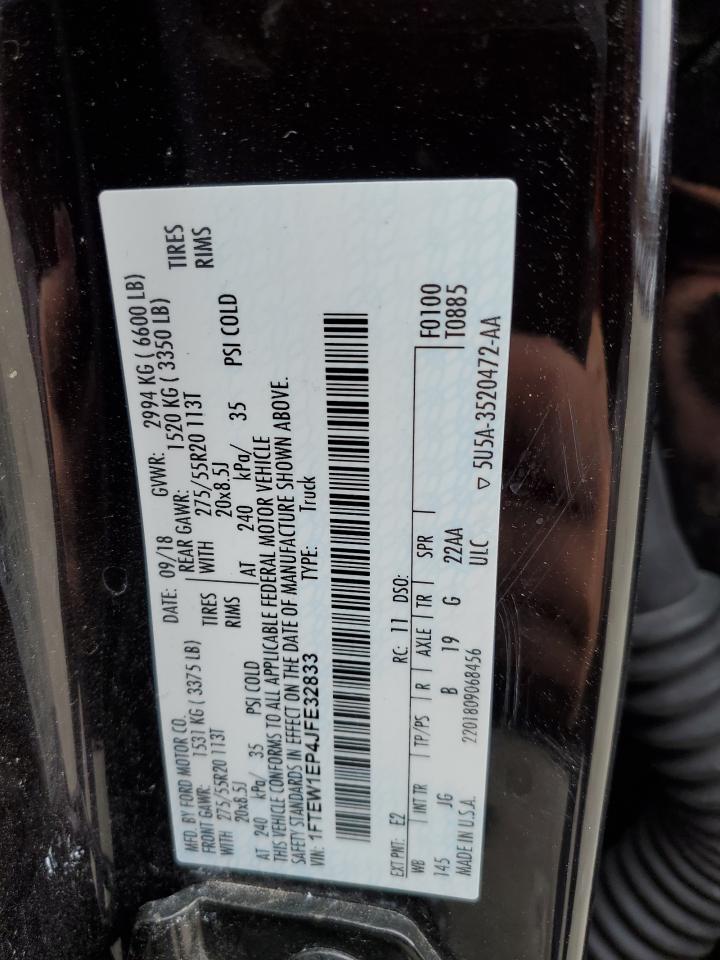 MFD. BY FORD MOTOR CO. DATE: 09/18 GVWR: 2994 KG ( 6600 LB)
FRONT GAWR: 1531 KG ( 3375 LB) REAR GAWR: 1520 KG ( 3350 LB)
WITH 275/55R20 113T TIRES WITH 275/55R20 113T TIRES
20x8.5J RIMS 20x8.5J RIMS
AT 240 kPa/ 35 PSI COLD AT 240 kPa/ 35 PSI COLD
THIS VEHICLE CONFORMS TO ALL APPLICABLE FEDERAL MOTOR VEHICLE
SAFETY STANDARDS IN EFFECT ON THE DATE OF MANUFACTURE SHOWN ABOVE.
VIN: 1FTEW1EP4JFE32833 TYPE: Truck
EXT PNT: E2 RC: 11 DSO:
WB INT TR TP/PS R AXLE TR SPR F0100
145 JG B 19 G 22AA T0885
MADE IN U.S.A. 2201809068456 ULC ▽ 5U5A-3520472-AA